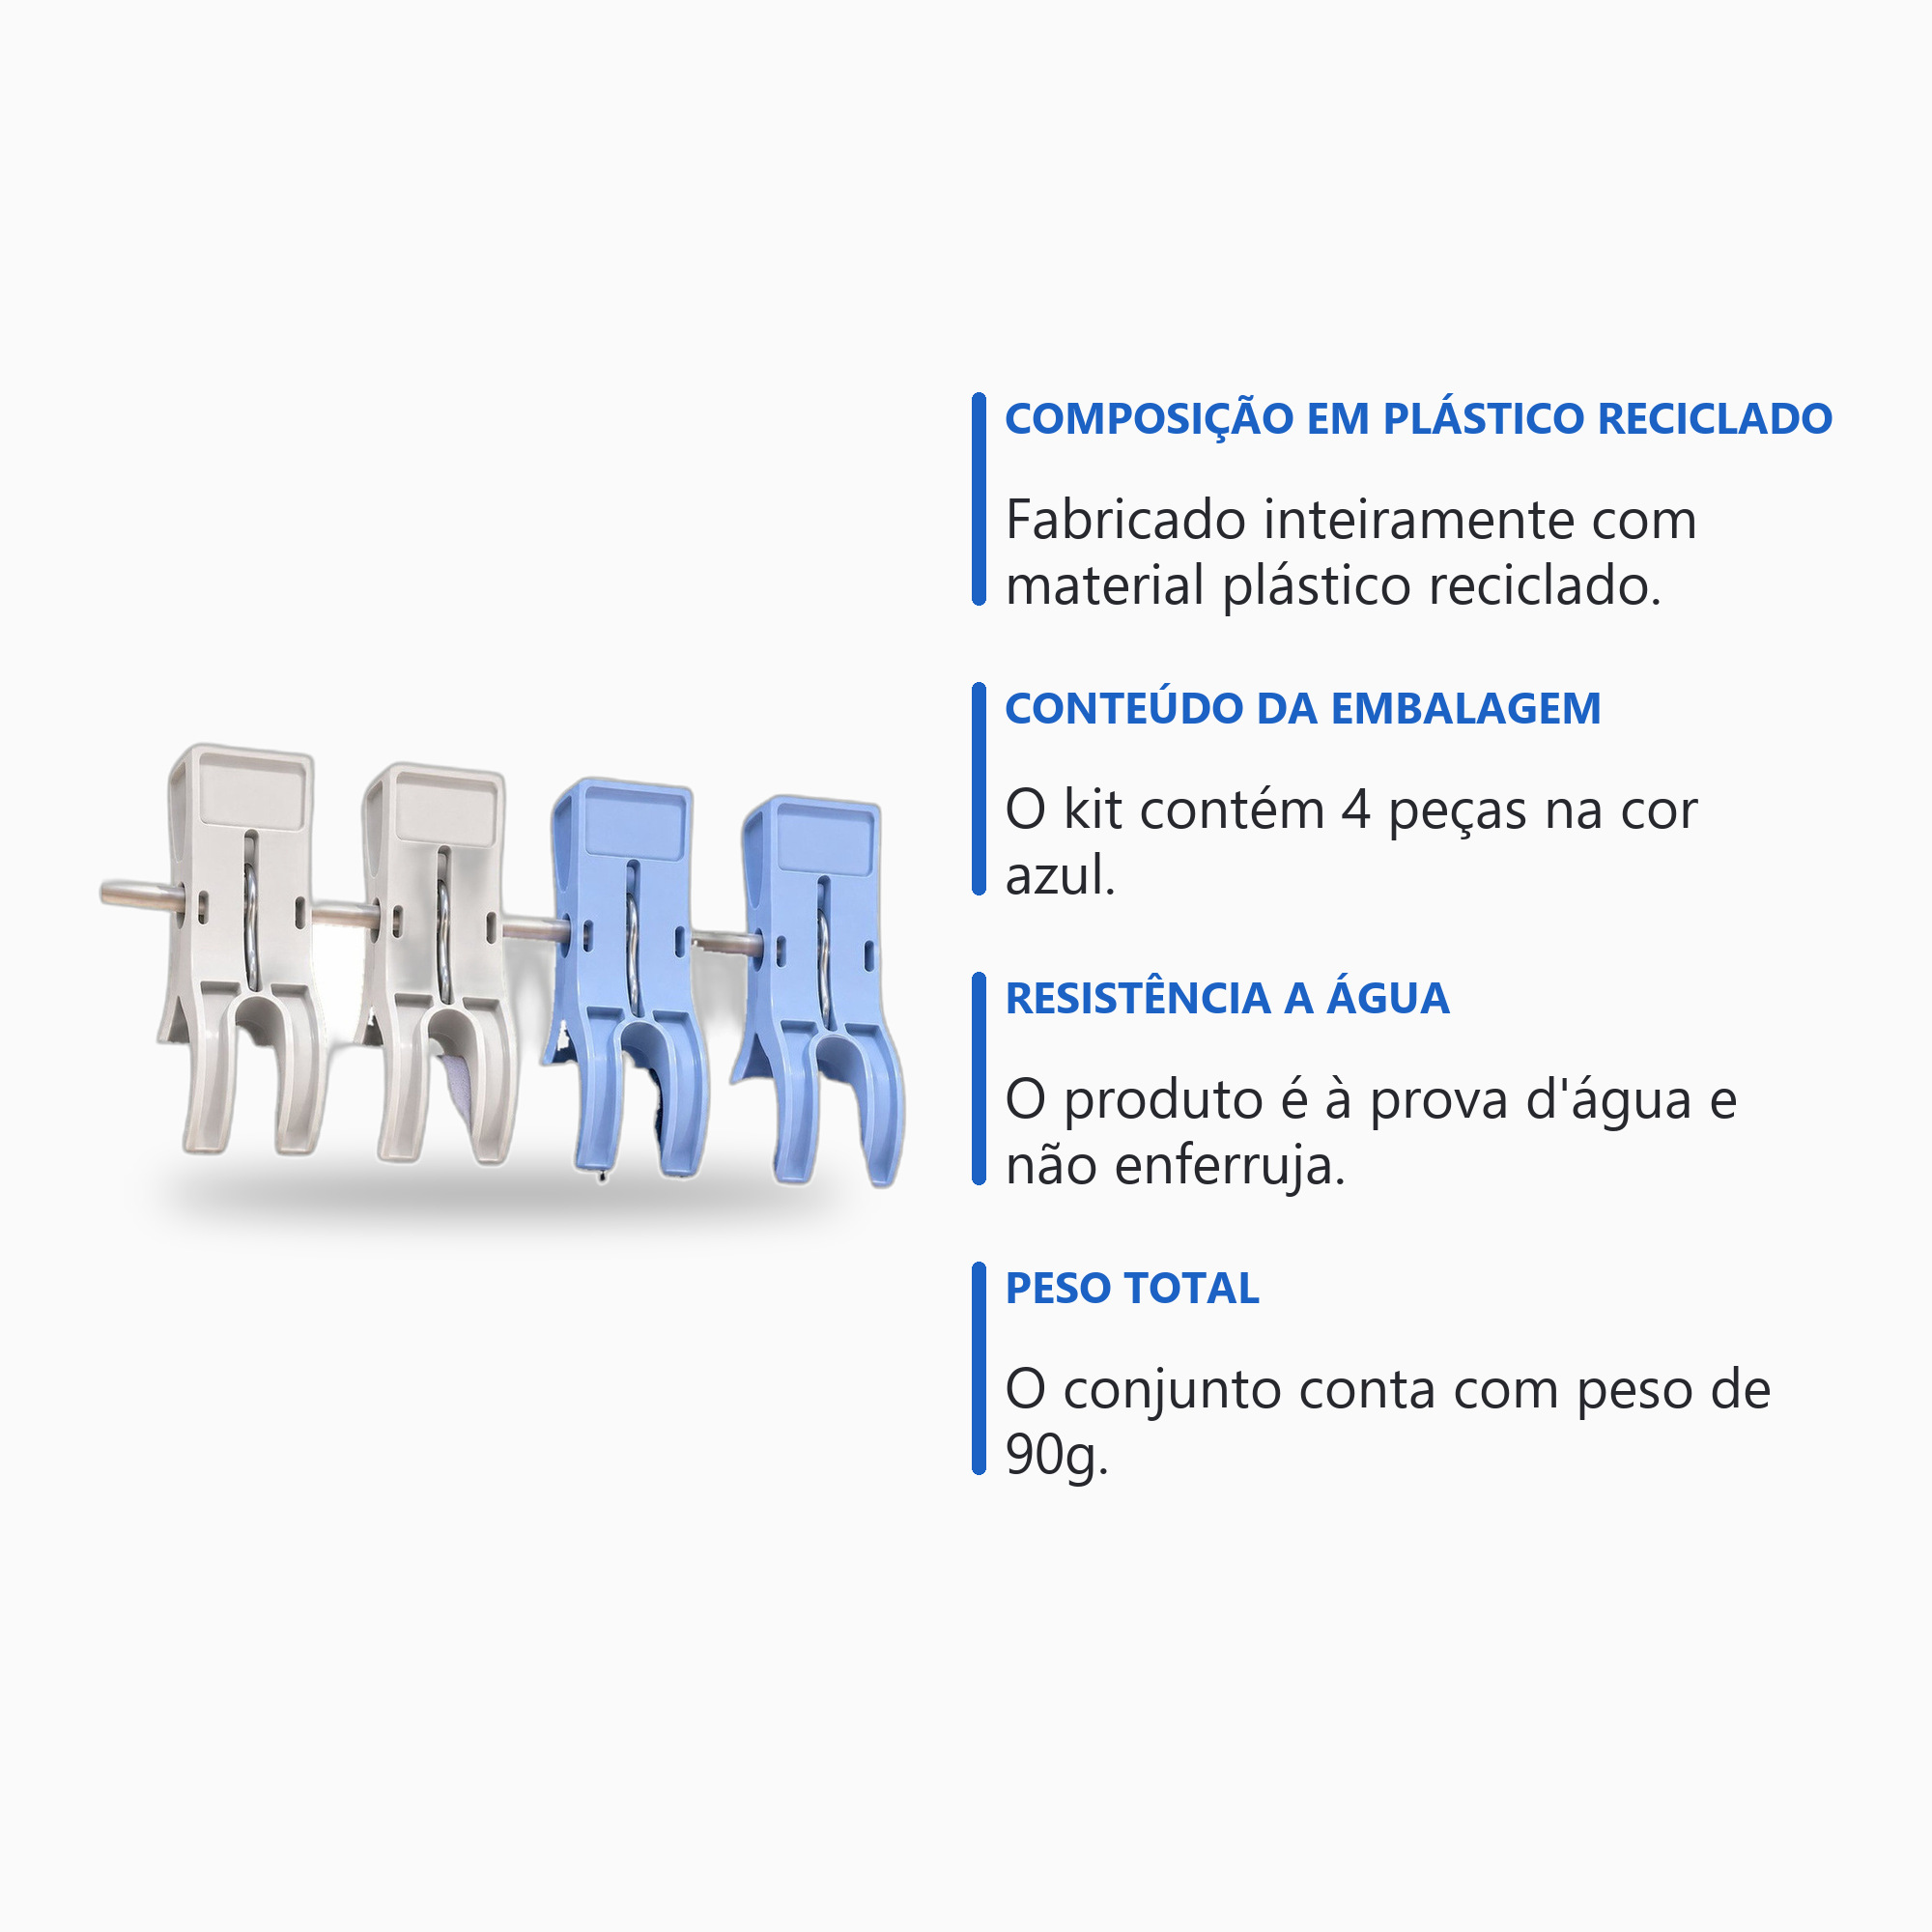 COMPOSIÇÃO EM PLÁSTICO RECICLADO
Fabricado inteiramente com
material plástico reciclado.
CONTEÚDO DA EMBALAGEM
O kit contém 4 peças na cor
azul.
RESISTÊNCIA A ÁGUA
O produto é à prova d'água e
não enferruja.
PESO TOTAL
O conjunto conta com peso de
90g.